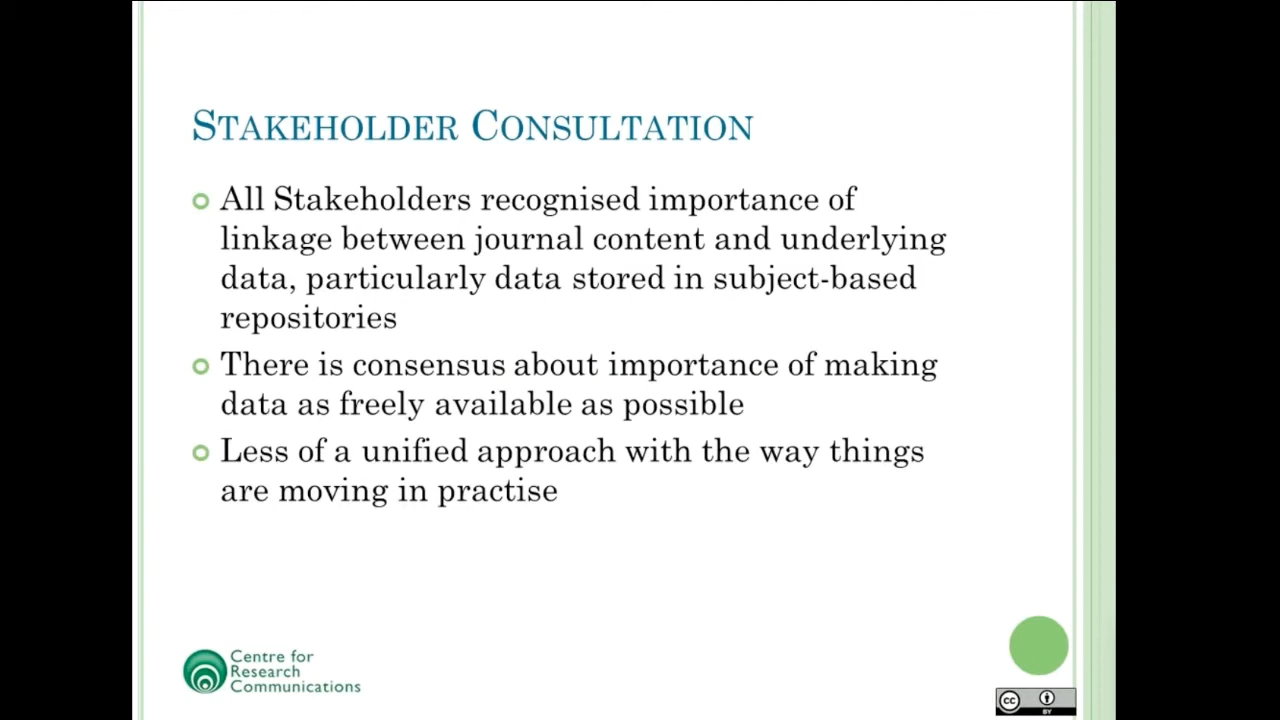 STAKEHOLDER CONSULTATION
All Stakeholders recognised importance of
linkage between journal content and underlying
data, particularly data stored in subject-based
repositories
There is consensus about importance of making
data as freely available as possible
Less of a unified approach with the way things
are moving in practise
Centre for
Research
Communications
cc
BY